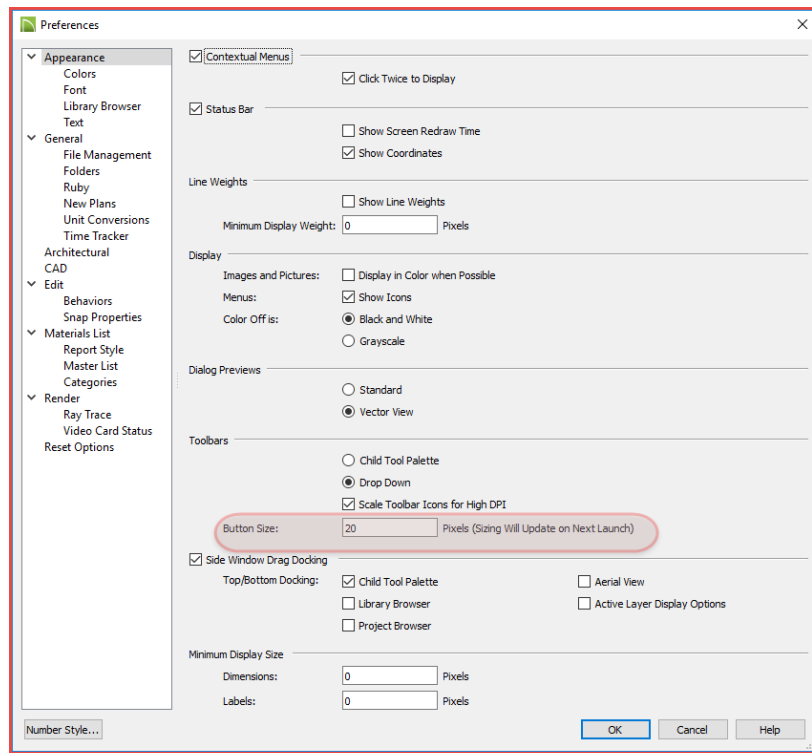 Preferences
Appearance
Colors
Font
Library Browser
Text
General
File Management
Folders
Ruby
New Plans
Unit Conversions
Time Tracker
Architectural
CAD
Edit
Behaviors
Snap Properties
Materials List
Report Style
Master List
Categories
Render
Ray Trace
Video Card Status
Reset Options
Contextual Menus
Click Twice to Display
Status Bar
Show Screen Redraw Time
Show Coordinates
Line Weights
Show Line Weights
Minimum Display Weight: 0 Pixels
Display
Images and Pictures: Display in Color when Possible
Menus: Show Icons
Color Off is: Black and White
Grayscale
Dialog Previews
Standard
Vector View
Toolbars
Child Tool Palette
Drop Down
Scale Toolbar Icons for High DPI
Button Size: 20 Pixels (Sizing Will Update on Next Launch)
Side Window Drag Docking
Top/Bottom Docking: Child Tool Palette Aerial View
Library Browser Active Layer Display Options
Project Browser
Minimum Display Size
Dimensions: 0 Pixels
Labels: 0 Pixels
Number Style... OK Cancel Help